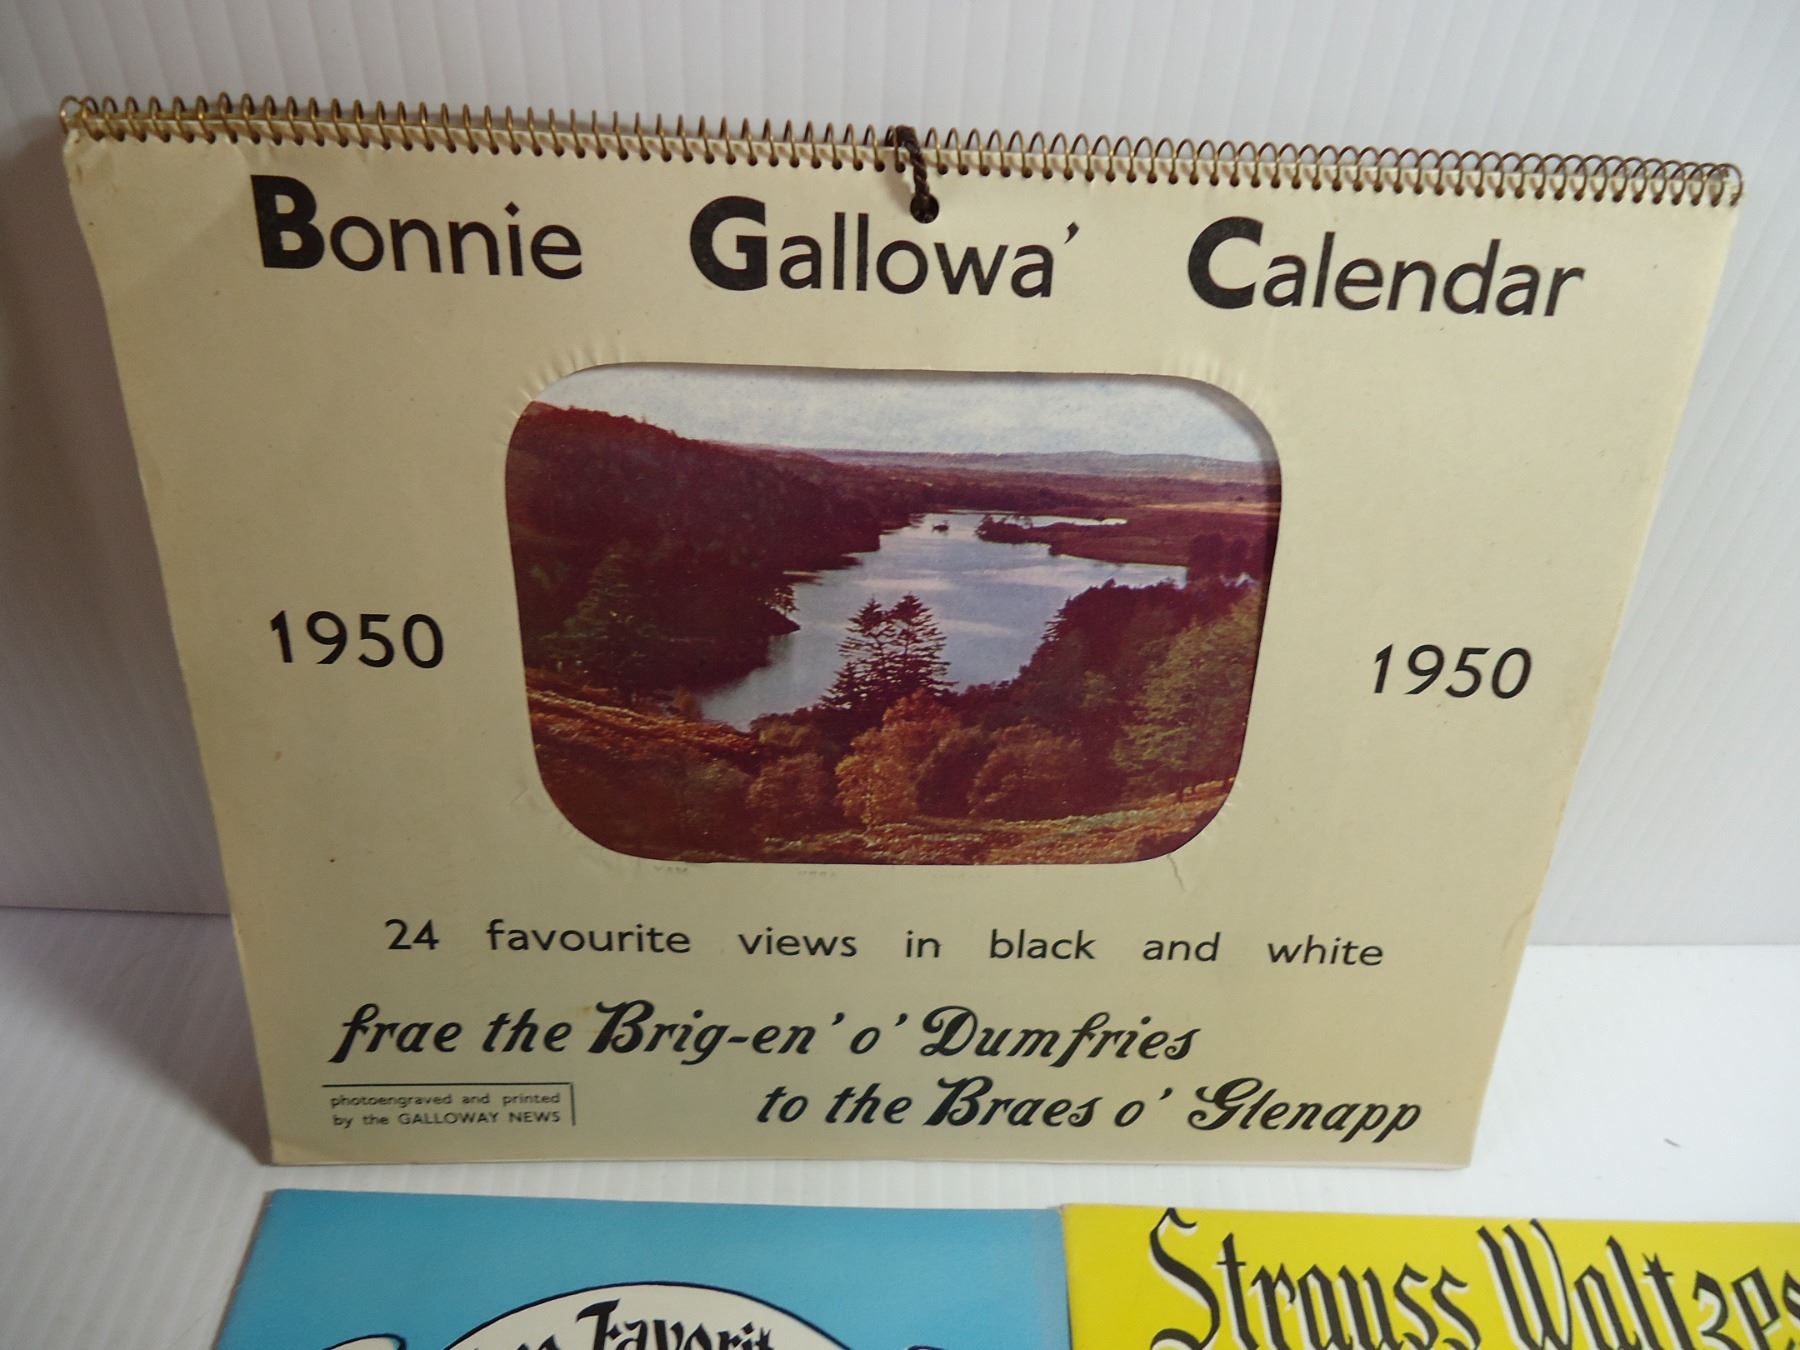 Bonnie Gallowa' Calendar
1950 1950
24 favourite views in black and white
frae the Brig-en' o' Dumfries
to the Braes o' Glenapp
photoengraved and printed
by the GALLOWAY NEWS
Strauss Waltzes